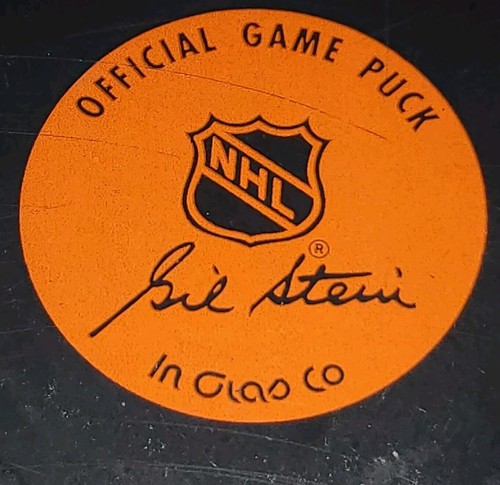 OFFICIAL GAME PUCK
NHL
®
Gil Stein
In Glas Co